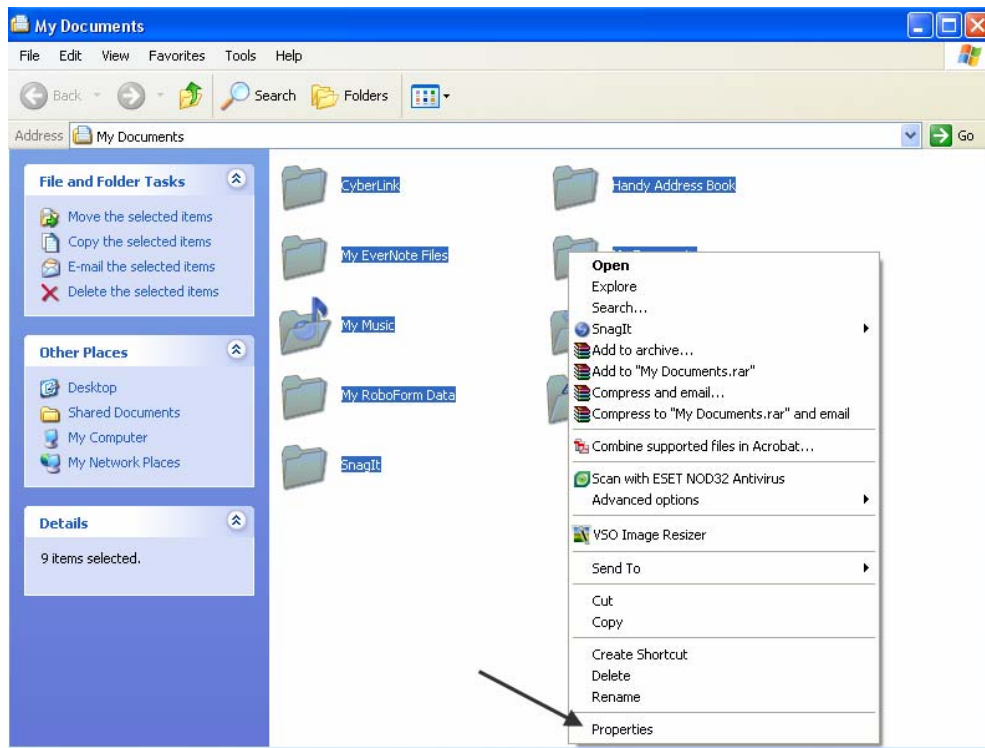 My Documents
File Edit View Favorites Tools Help
Back Search Folders
Address My Documents Go
File and Folder Tasks
Move the selected items
Copy the selected items
E-mail the selected items
Delete the selected items
Other Places
Desktop
Shared Documents
My Computer
My Network Places
Details
9 items selected.
CyberLink
Handy Address Book
My EverNote Files
My Music
My RoboForm Data
SnagIt
Open
Explore
Search...
SnagIt
Add to archive...
Add to "My Documents.rar"
Compress and email...
Compress to "My Documents.rar" and email
Combine supported files in Acrobat...
Scan with ESET NOD32 Antivirus
Advanced options
VSO Image Resizer
Send To
Cut
Copy
Create Shortcut
Delete
Rename
Properties